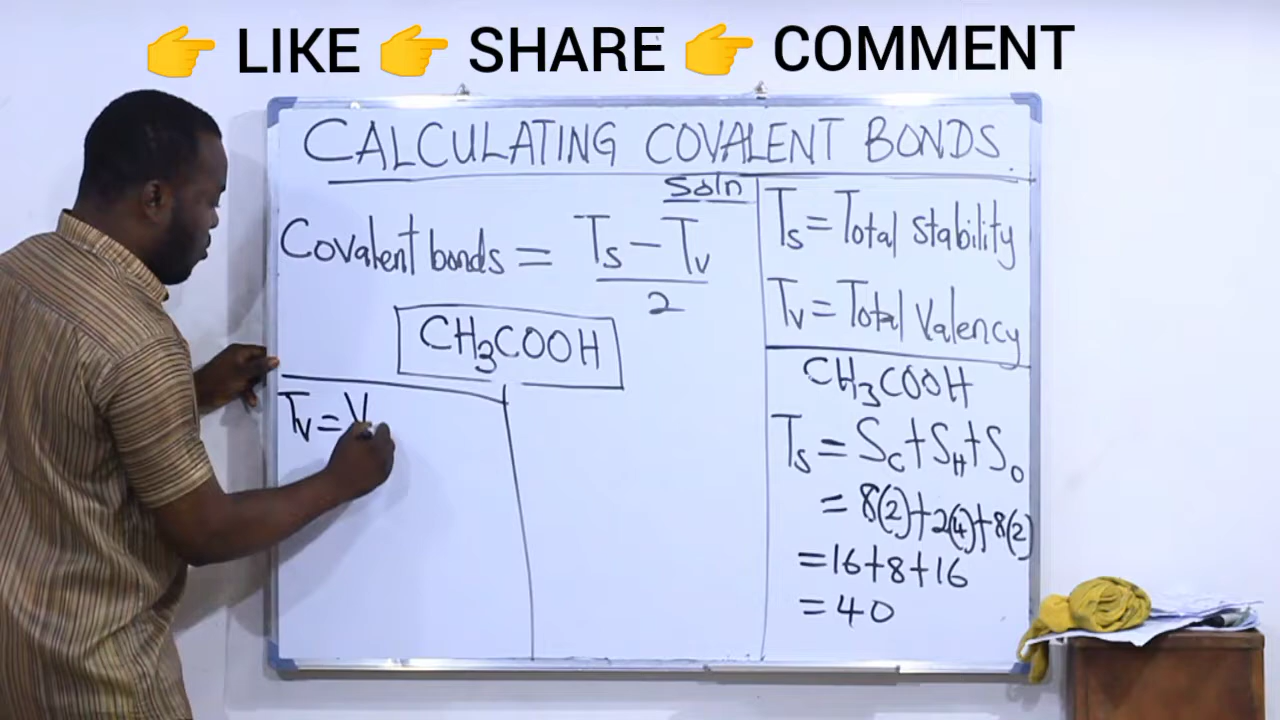 👉 LIKE 👉 SHARE 👉 COMMENT
CALCULATING COVALENT BONDS
Soln
Covalent bonds = Ts - Tv / 2
CH3COOH
Tv = V
Ts = Total stability
Tv = Total Valency
CH3COOH
Ts = Sc + SH + SO
= 8(2) + 2(4) + 8(2)
= 16 + 8 + 16
= 40